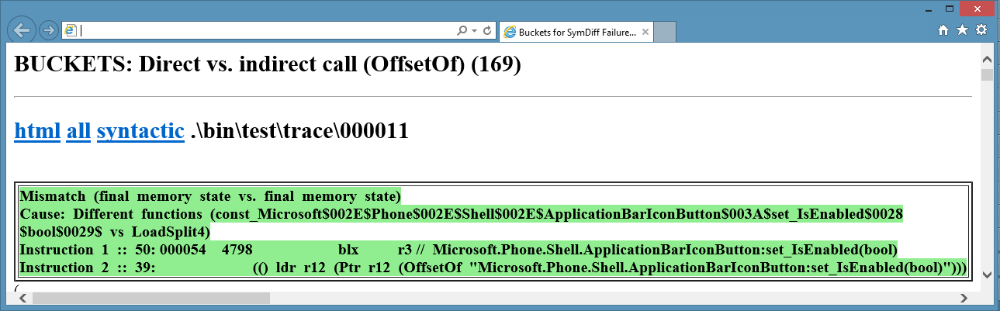 Buckets for SymDiff Failure...
BUCKETS: Direct vs. indirect call (OffsetOf) (169)
html all syntactic .\bin\test\trace\000011
Mismatch (final memory state vs. final memory state)
Cause: Different functions (const_Microsoft$002E$Phone$002E$Shell$002E$ApplicationBarIconButton$003A$set_IsEnabled$0028
$bool$0029$ vs LoadSplit4)
Instruction 1 :: 50: 000054 4798 blx r3 // Microsoft.Phone.Shell.ApplicationBarIconButton:set_IsEnabled(bool)
Instruction 2 :: 39: (() ldr r12 (Ptr r12 (OffsetOf "Microsoft.Phone.Shell.ApplicationBarIconButton:set_IsEnabled(bool)")))
(